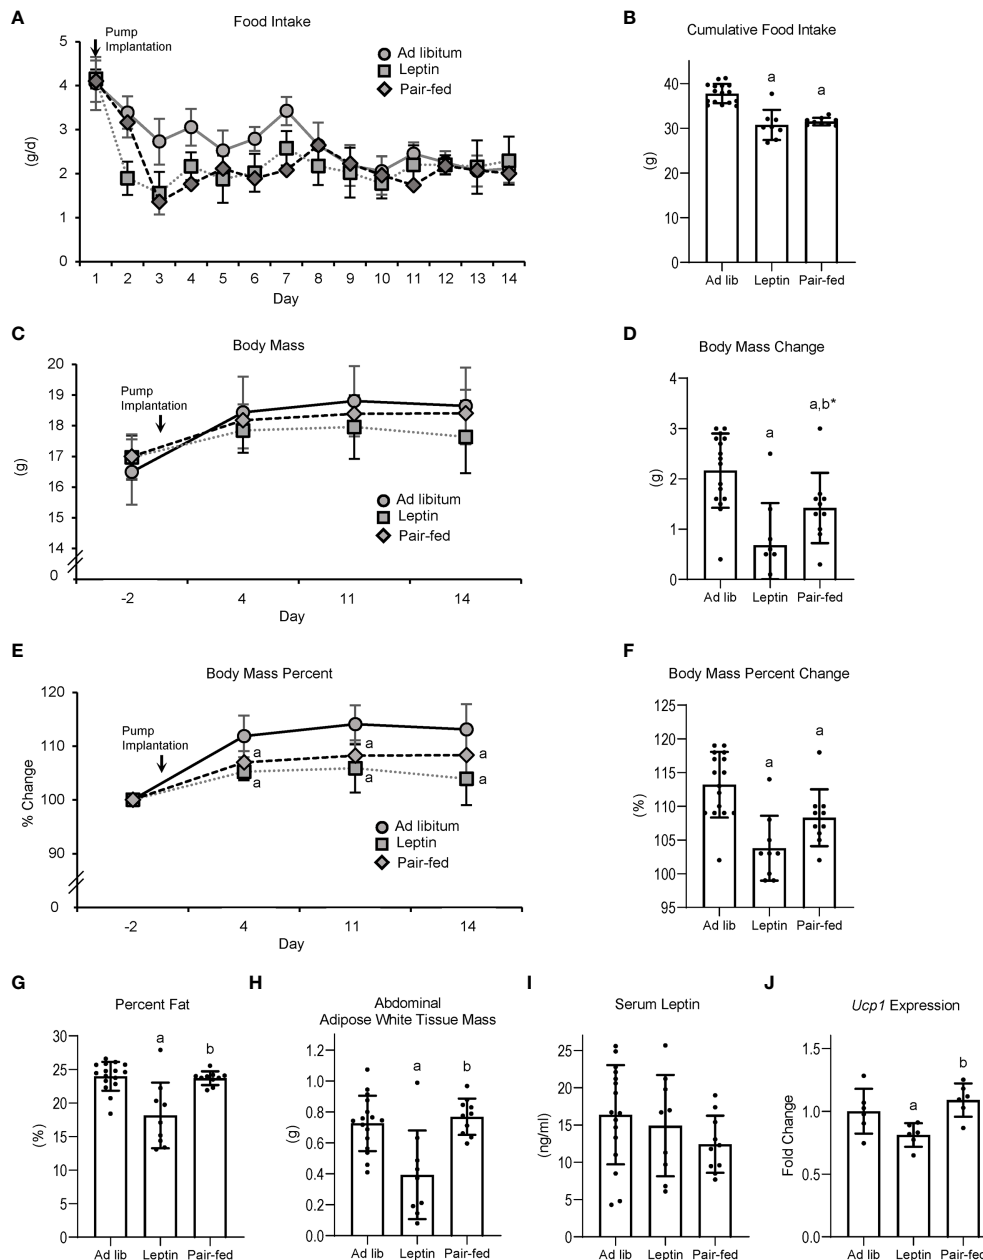 A
Food Intake
Pump
Implantation
5
4
3
2
1
0
(g/d)
Ad libitum
Leptin
Pair-fed
1 2 3 4 5 6 7 8 9 10 11 12 13 14
Day
B
Cumulative Food Intake
40
30
20
10
0
(g)
a
a
Ad lib Leptin Pair-fed
C
Body Mass
20
19
18
17
16
15
14
0
(g)
Pump
Implantation
Ad libitum
Leptin
Pair-fed
-2 4 11 14
Day
D
Body Mass Change
4
3
2
1
0
(g)
a
a,b*
Ad lib Leptin Pair-fed
E
Body Mass Percent
120
110
100
90
0
% Change
Pump
Implantation
a a a
a a a
Ad libitum
Leptin
Pair-fed
-2 4 11 14
Day
F
Body Mass Percent Change
125
120
115
110
105
100
95
(%)
a
a
Ad lib Leptin Pair-fed
G
Percent Fat
30
25
20
15
10
5
0
(%)
a
b
Ad lib Leptin Pair-fed
H
Abdominal
Adipose White Tissue Mass
1.2
1.0
0.8
0.6
0.4
0.2
0.0
(g)
a
b
Ad lib Leptin Pair-fed
I
Serum Leptin
25
20
15
10
5
0
(ng/ml)
Ad lib Leptin Pair-fed
J
Ucp1 Expression
1.5
1.0
0.5
0.0
Fold Change
a
b
Ad lib Leptin Pair-fed